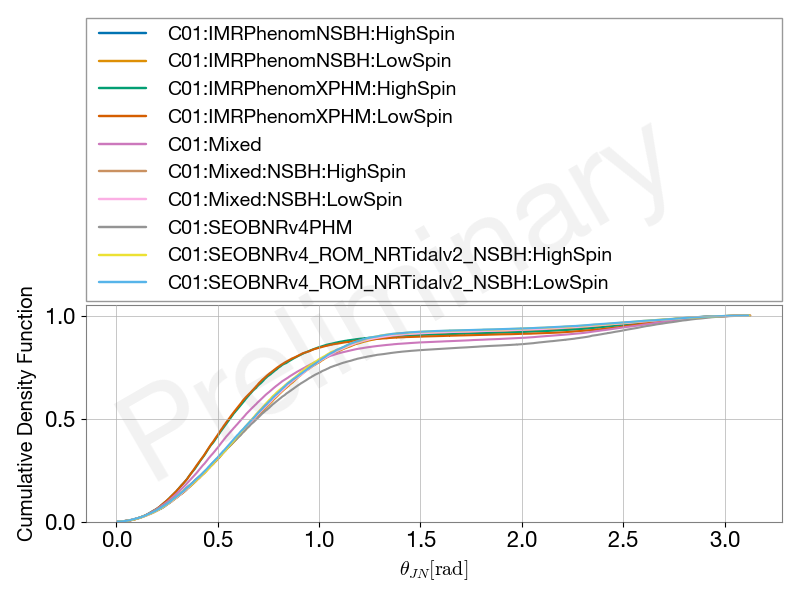 C01:IMRPhenomNSBH:HighSpin
C01:IMRPhenomNSBH:LowSpin
C01:IMRPhenomXPHM:HighSpin
C01:IMRPhenomXPHM:LowSpin
C01:Mixed
C01:Mixed:NSBH:HighSpin
C01:Mixed:NSBH:LowSpin
C01:SEOBNRv4PHM
C01:SEOBNRv4_ROM_NRTidalv2_NSBH:HighSpin
C01:SEOBNRv4_ROM_NRTidalv2_NSBH:LowSpin
Preliminary
Cumulative Density Function
1.0
0.5
0.0
0.0 0.5 1.0 1.5 2.0 2.5 3.0
θJN[rad]